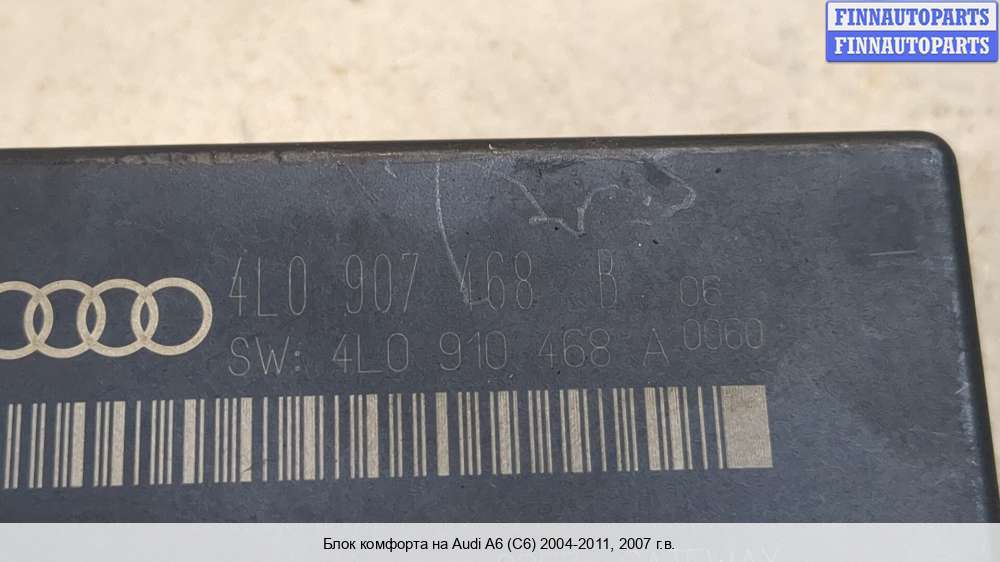 FINNAUTOPARTS
FINNAUTOPARTS
4L0 907 468 B 06
SW: 4L0 910 468 A 0060
Блок комфорта на Audi A6 (C6) 2004-2011, 2007 г.в.